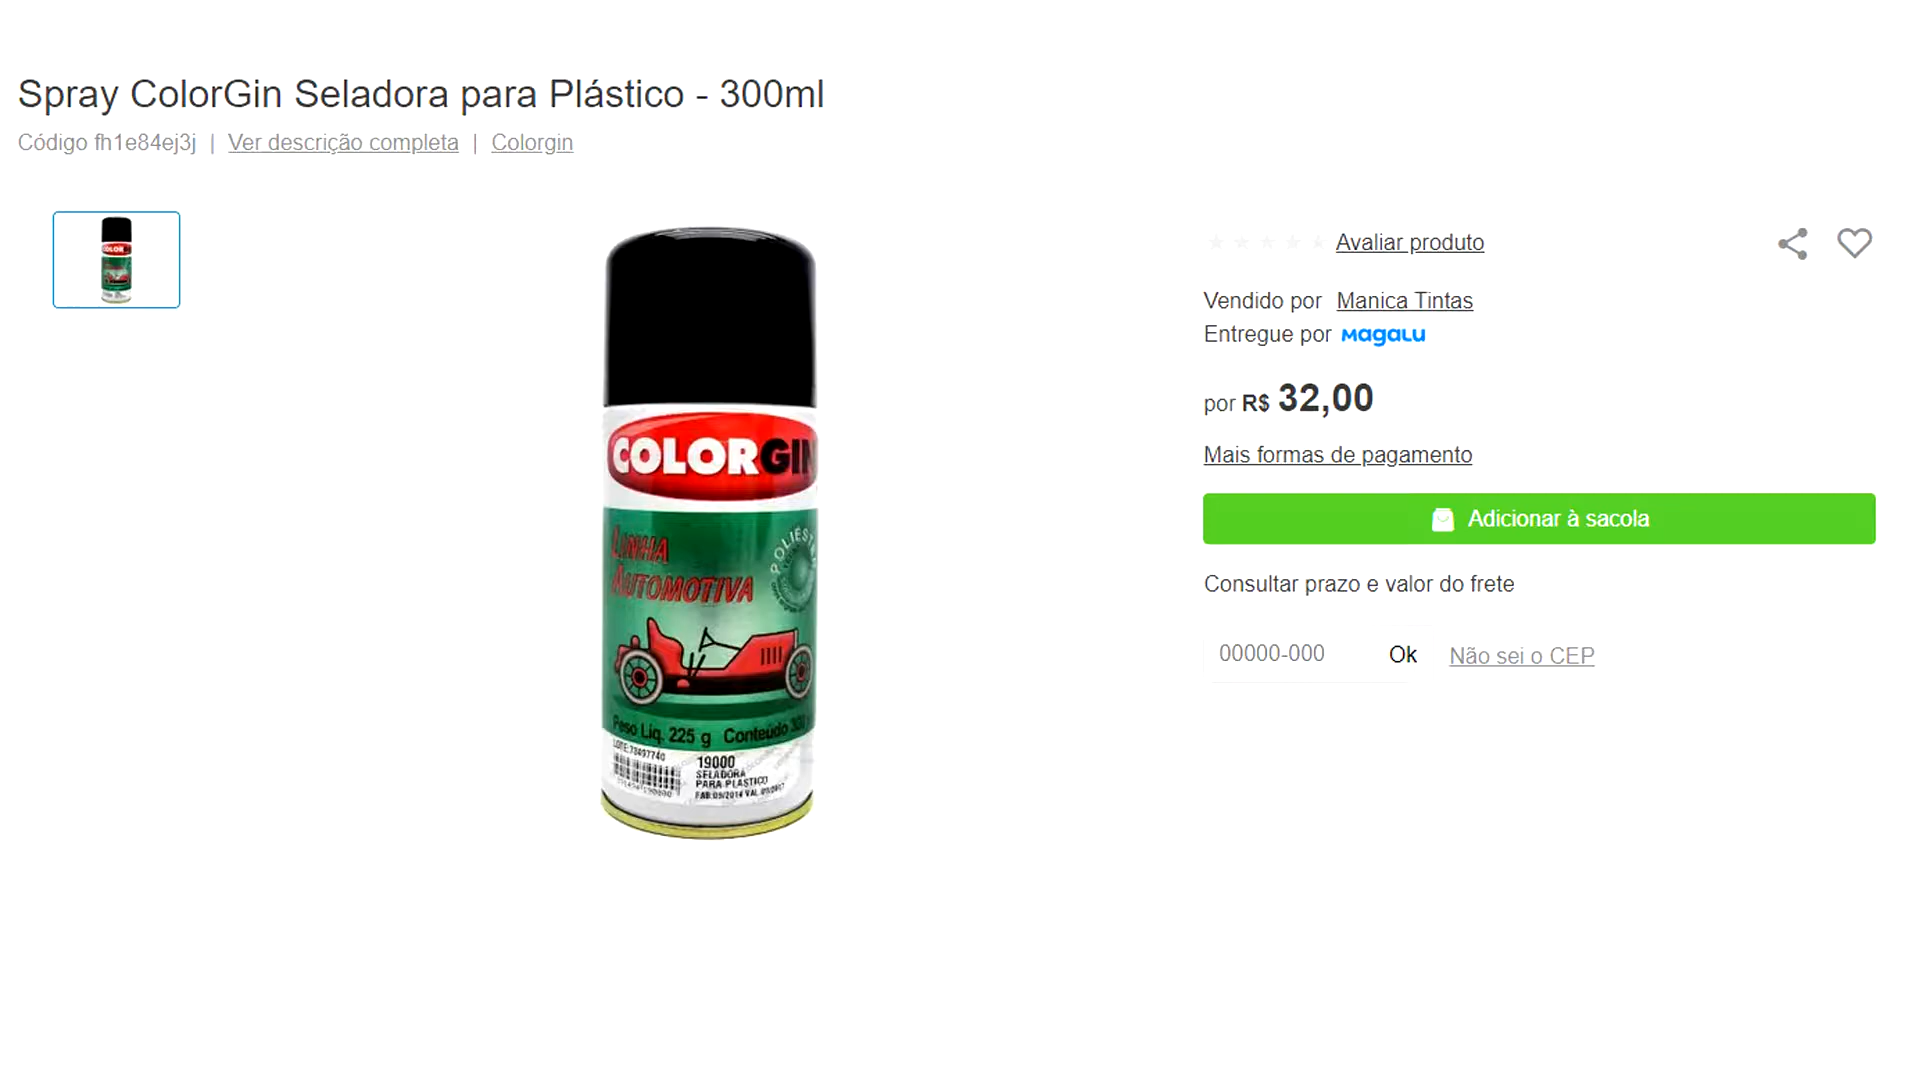 Spray ColorGin Seladora para Plástico - 300ml
Código fh1e84ej3j | Ver descrição completa | Colorgin
Avaliar produto
Vendido por Manica Tintas
Entregue por magalu
por R$ 32,00
Mais formas de pagamento
Adicionar à sacola
Consultar prazo e valor do frete
00000-000 Ok Não sei o CEP
COLORGIN
LINHA
AUTOMOTIVA
Peso Liq. 225 g Conteúdo
19000
SELADORA
PARA PLASTICO